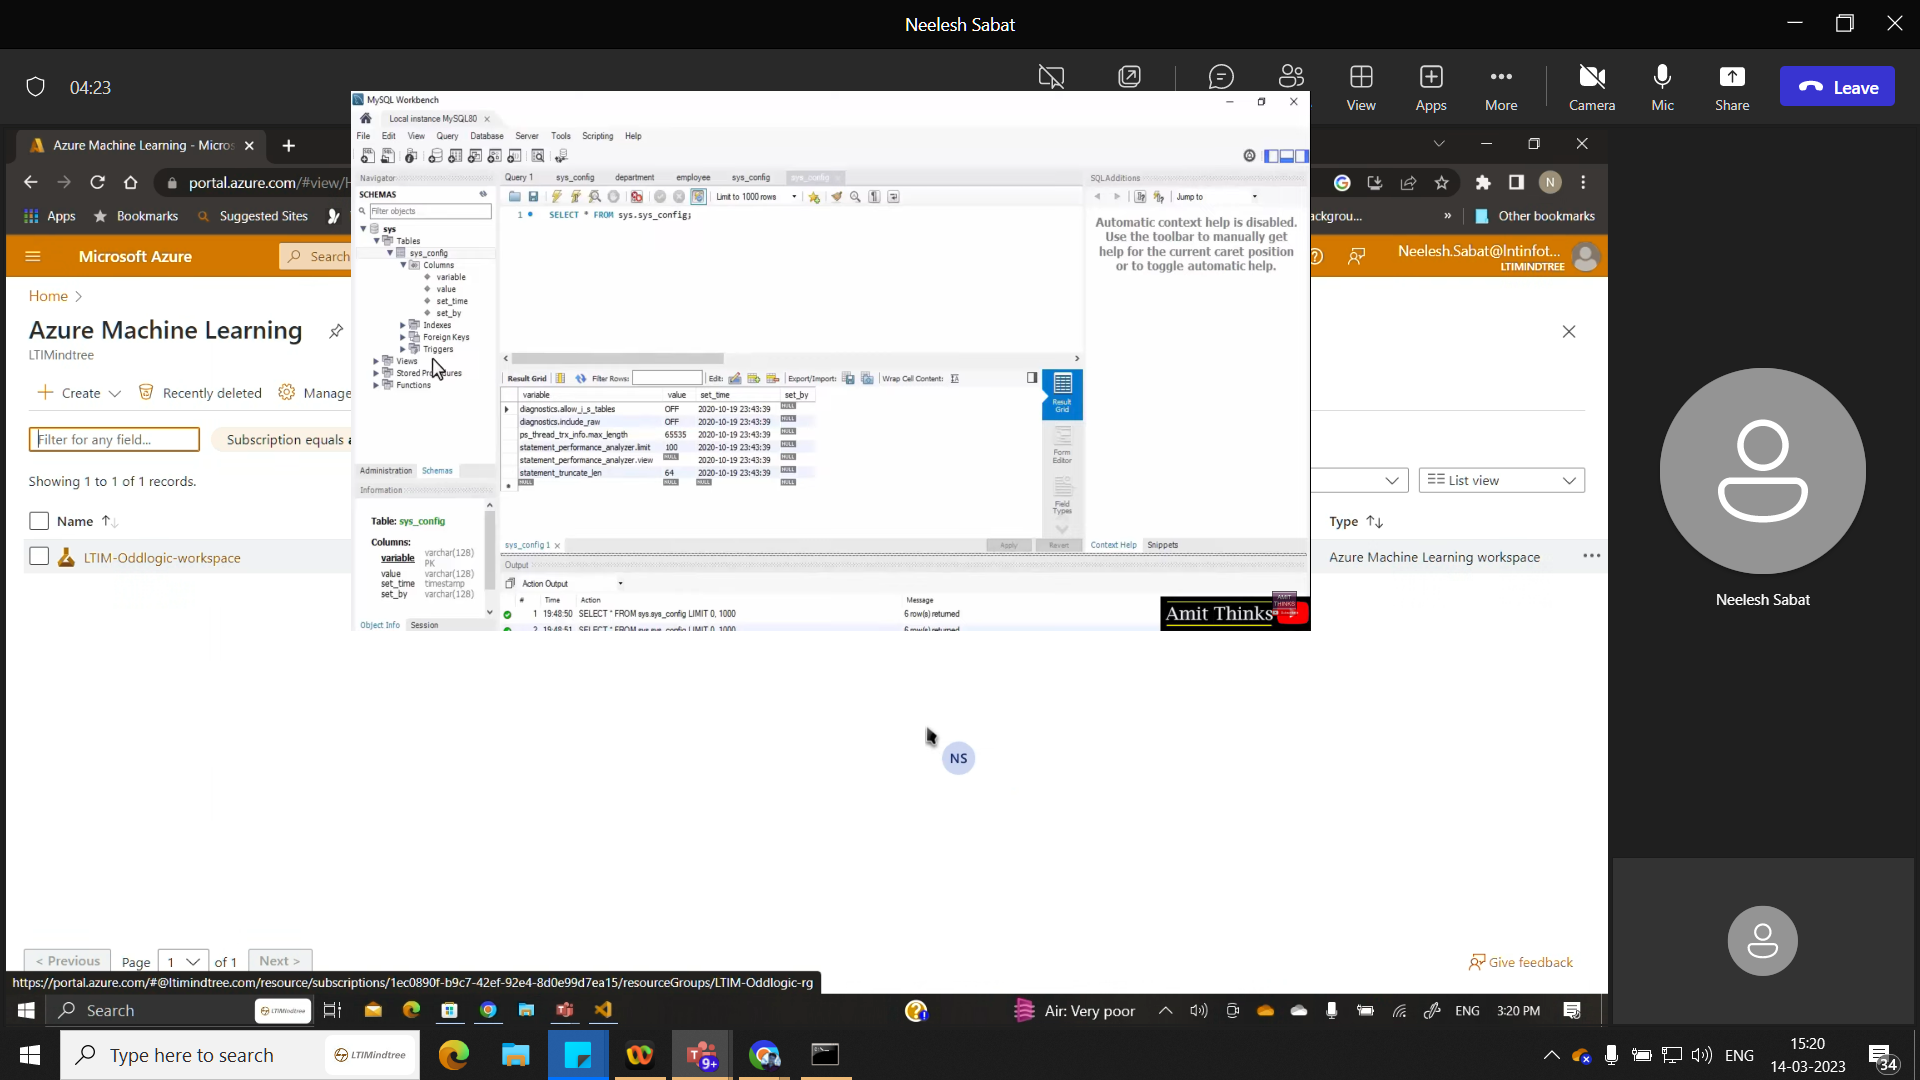 Neelesh Sabat
04:23
View
Apps
More
Camera
Mic
Share
Leave
Azure Machine Learning - Micros
portal.azure.com/#view/H
Apps
Bookmarks
Suggested Sites
ackgrou...
»
Other bookmarks
N
Microsoft Azure
Search
Neelesh.Sabat@lntinfot...
LTIMINDTREE
Home >
Azure Machine Learning
LTIMindtree
Create
Recently deleted
Manage
Filter for any field...
Subscription equals a
Showing 1 to 1 of 1 records.
List view
Name
Type
LTIM-Oddlogic-workspace
Azure Machine Learning workspace
MySQL Workbench
Local instance MySQL80
File Edit View Query Database Server Tools Scripting Help
Navigator
SCHEMAS
Filter objects
sys
Tables
sys_config
Columns
variable
value
set_time
set_by
Indexes
Foreign Keys
Triggers
Views
Stored Procedures
Functions
Administration Schemas
Information
Table: sys_config
Columns:
variable varchar(128)
PK
value varchar(128)
set_time timestamp
set_by varchar(128)
Object Info Session
Query 1 sys_config department employee sys_config sys_config
Limit to 1000 rows
1 SELECT * FROM sys.sys_config;
SQLAdditions
Jump to
Automatic context help is disabled.
Use the toolbar to manually get
help for the current caret position
or to toggle automatic help.
Result Grid Filter Rows: Edit: Export/Import: Wrap Cell Content:
variable value set_time set_by
diagnostics.allow_i_s_tables OFF 2020-10-19 23:43:39 NULL
diagnostics.include_raw OFF 2020-10-19 23:43:39 NULL
ps_thread_trx_info.max_length 65535 2020-10-19 23:43:39 NULL
statement_performance_analyzer.limit 100 2020-10-19 23:43:39 NULL
statement_performance_analyzer.view NULL 2020-10-19 23:43:39 NULL
statement_truncate_len 64 2020-10-19 23:43:39 NULL
NULL NULL NULL NULL
Result
Grid
Form
Editor
Field
Types
sys_config 1
Apply Revert
Context Help Snippets
Output
Action Output
# Time Action Message
1 19:48:50 SELECT * FROM sys.sys_config LIMIT 0, 1000 6 row(s) returned
2 19:48:51 SELECT * FROM sys.sys_config LIMIT 0, 1000 6 row(s) returned
Amit Thinks
AMIT
THINKS
NS
Neelesh Sabat
< Previous Page 1 of 1 Next >
Give feedback
https://portal.azure.com/#@ltimindtree.com/resource/subscriptions/1ec0890f-b9c7-42ef-92e4-8d0e99d7ea15/resourceGroups/LTIM-Oddlogic-rg
Search
LTIMindtree
Air: Very poor
ENG
3:20 PM
Type here to search
LTIMindtree
9+
ENG
15:20
14-03-2023
34